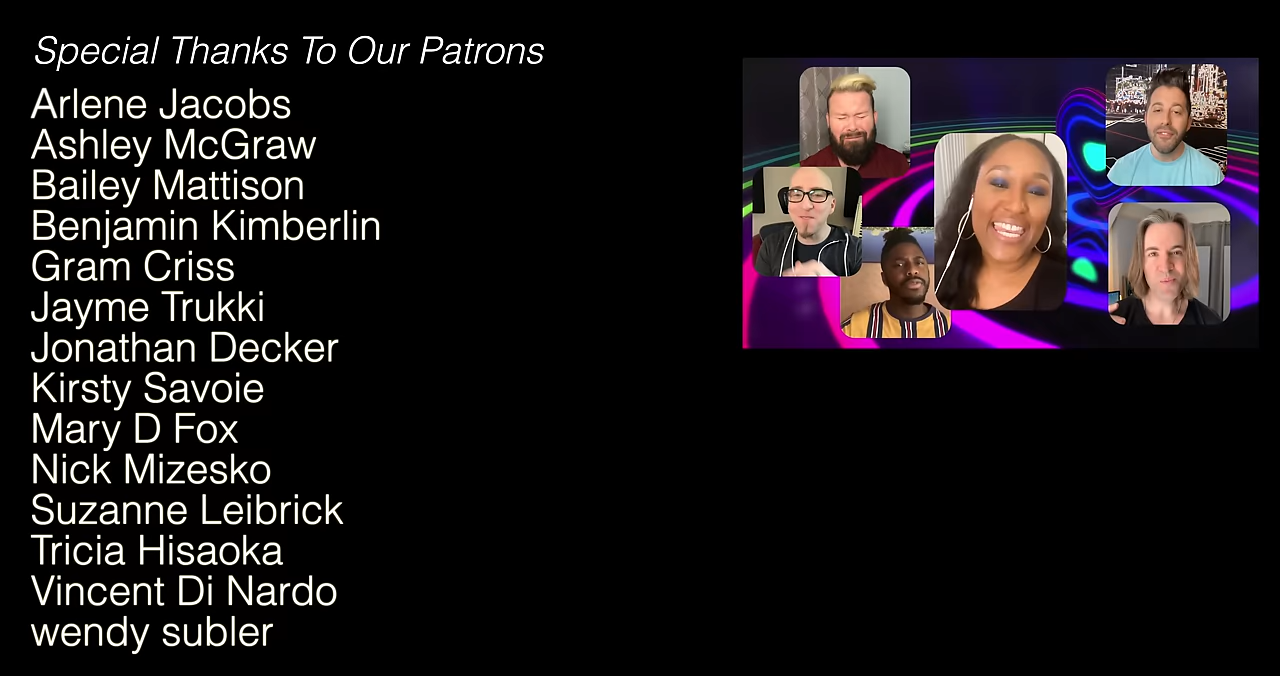 Special Thanks To Our Patrons
Arlene Jacobs
Ashley McGraw
Bailey Mattison
Benjamin Kimberlin
Gram Criss
Jayme Trukki
Jonathan Decker
Kirsty Savoie
Mary D Fox
Nick Mizesko
Suzanne Leibrick
Tricia Hisaoka
Vincent Di Nardo
wendy subler